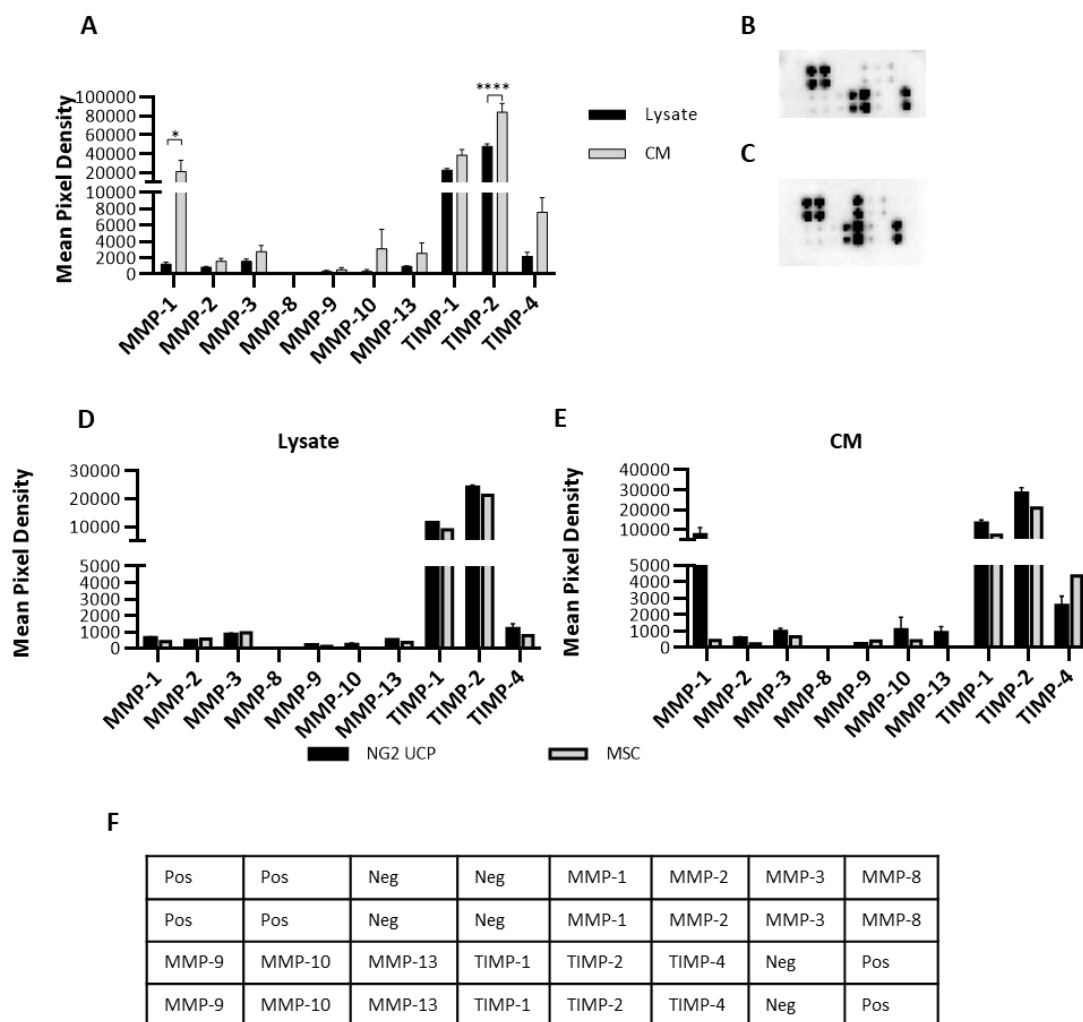 A
B
C
**** 
*
100000
80000
60000
40000
20000
10000
8000
6000
4000
2000
0
Mean Pixel Density
Lysate
CM
MMP-1
MMP-2
MMP-3
MMP-8
MMP-9
MMP-10
MMP-13
TIMP-1
TIMP-2
TIMP-4
D
Lysate
30000
20000
10000
5000
4000
3000
2000
1000
0
Mean Pixel Density
MMP-1
MMP-2
MMP-3
MMP-8
MMP-9
MMP-10
MMP-13
TIMP-1
TIMP-2
TIMP-4
E
CM
40000
30000
20000
10000
5000
4000
3000
2000
1000
0
Mean Pixel Density
MMP-1
MMP-2
MMP-3
MMP-8
MMP-9
MMP-10
MMP-13
TIMP-1
TIMP-2
TIMP-4
NG2 UCP
MSC
F
Pos Pos Neg Neg MMP-1 MMP-2 MMP-3 MMP-8
Pos Pos Neg Neg MMP-1 MMP-2 MMP-3 MMP-8
MMP-9 MMP-10 MMP-13 TIMP-1 TIMP-2 TIMP-4 Neg Pos
MMP-9 MMP-10 MMP-13 TIMP-1 TIMP-2 TIMP-4 Neg Pos